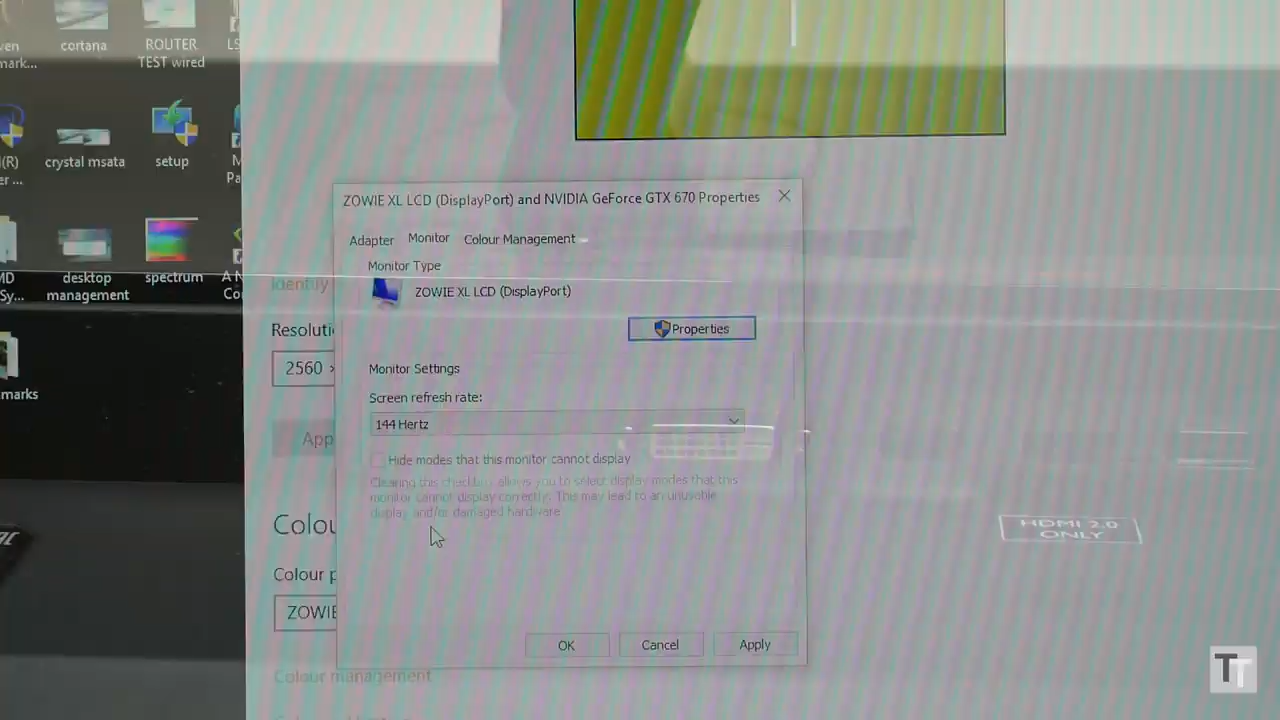 cortana
ROUTER
TEST wired
crystal msata
setup
desktop
management
spectrum
ZOWIE XL LCD (DisplayPort) and NVIDIA GeForce GTX 670 Properties
Adapter
Monitor
Colour Management
Monitor Type
ZOWIE XL LCD (DisplayPort)
Identify
Properties
2560
Monitor Settings
Screen refresh rate:
144 Hertz
Hide modes that this monitor cannot display
Clearing this checkbox allows you to select display modes that this
monitor cannot display correctly. This may lead to an unusable
display and/or damaged hardware.
HDMI 2.0
ONLY
ZOWIE
OK
Cancel
Apply
Colour management
TT